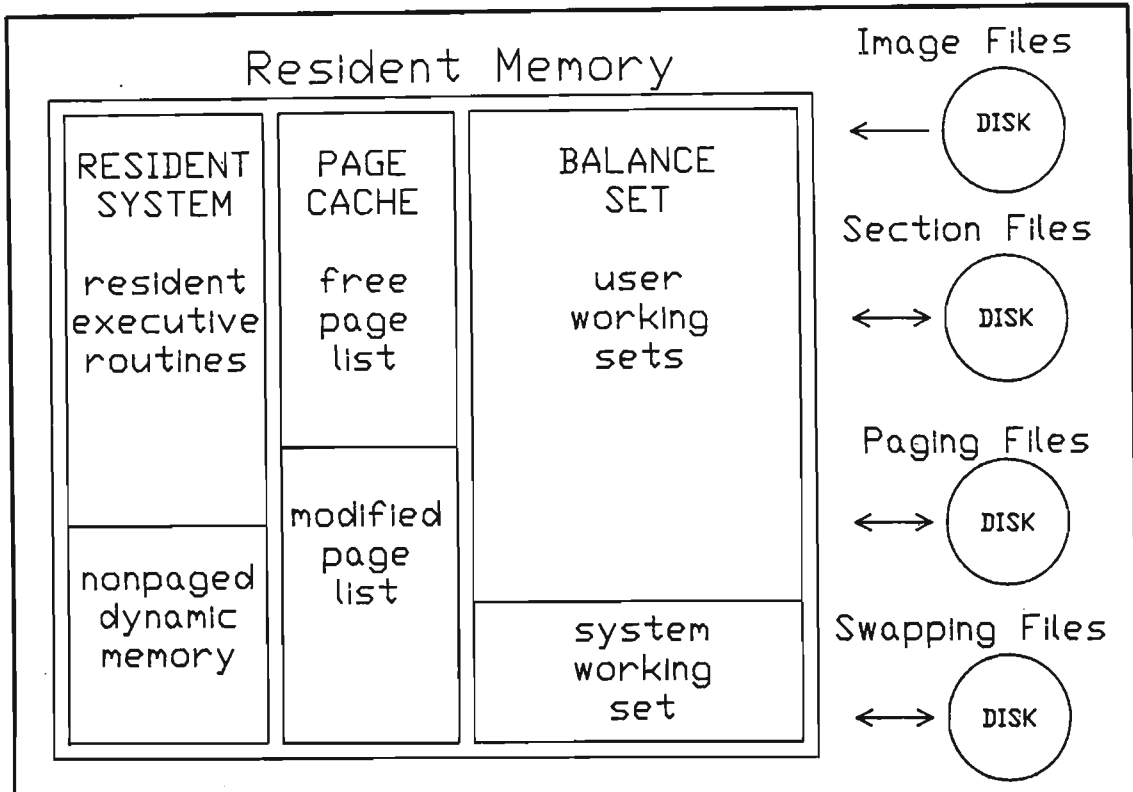 Resident Memory
RESIDENT
SYSTEM
resident
executive
routines
nonpaged
dynamic
memory
PAGE
CACHE
free
page
list
modified
page
list
BALANCE
SET
user
working
sets
system
working
set
Image Files
DISK
Section Files
DISK
Paging Files
DISK
Swapping Files
DISK